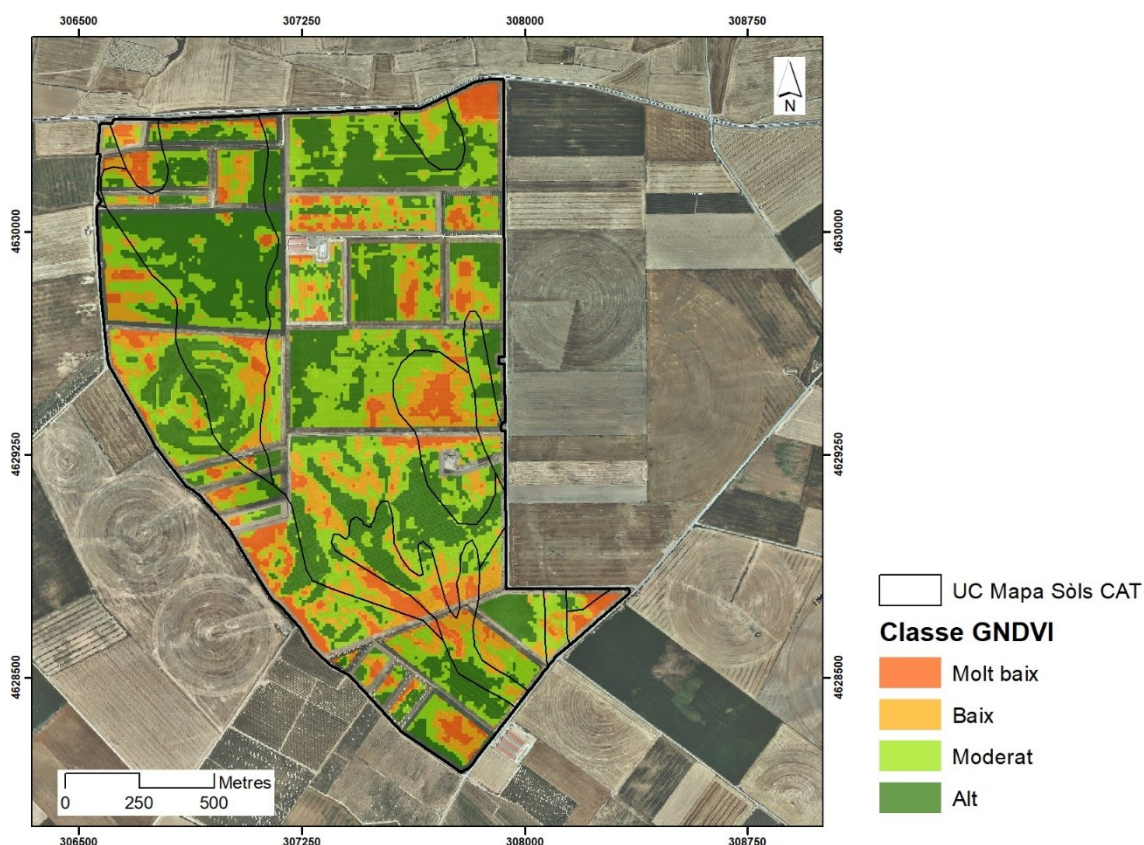 306500 307250 308000 308750
N
4630000 4630000
4629250 4629250
4628500 4628500
Metres
0 250 500
306500 307250 308000 308750
UC Mapa Sòls CAT
Classe GNDVI
Molt baix
Baix
Moderat
Alt